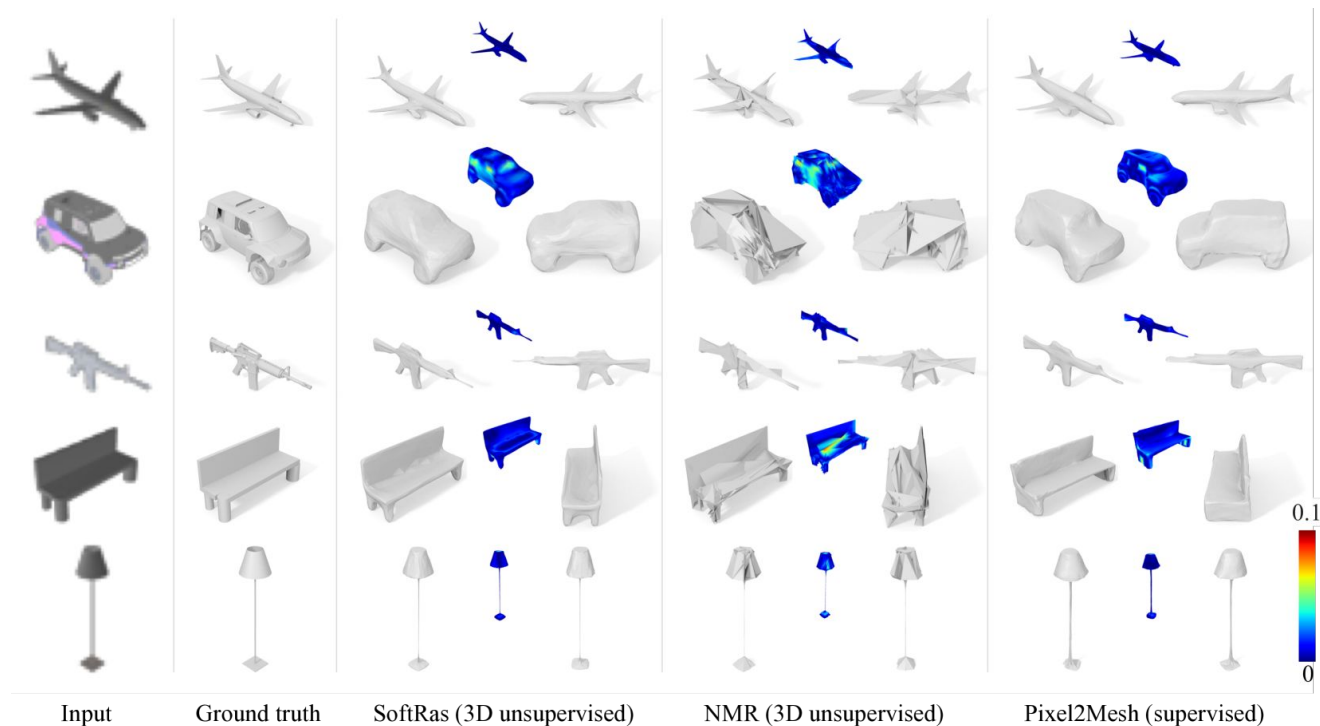 0.1
0
Input Ground truth SoftRas (3D unsupervised) NMR (3D unsupervised) Pixel2Mesh (supervised)